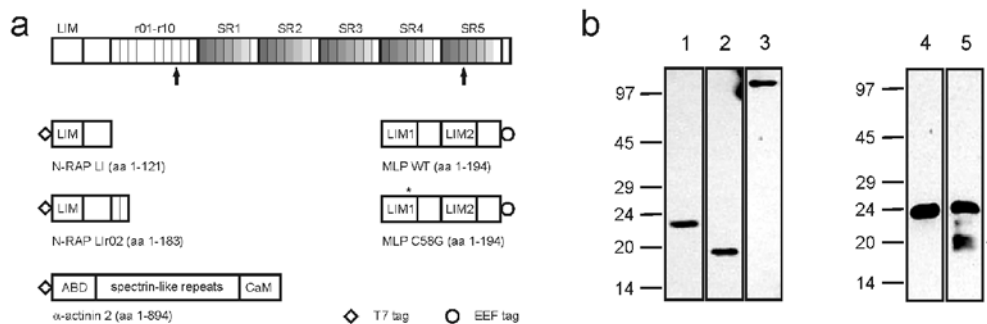 a
LIM r01-r10 SR1 SR2 SR3 SR4 SR5
LIM
N-RAP LI (aa 1-121)
LIM
N-RAP LIr02 (aa 1-183)
ABD spectrin-like repeats CaM
α-actinin 2 (aa 1-894)
LIM1 LIM2
MLP WT (aa 1-194)
*
LIM1 LIM2
MLP C58G (aa 1-194)
T7 tag EEF tag
b
1 2 3
97
45
29
24
20
14
4 5
97
45
29
24
20
14